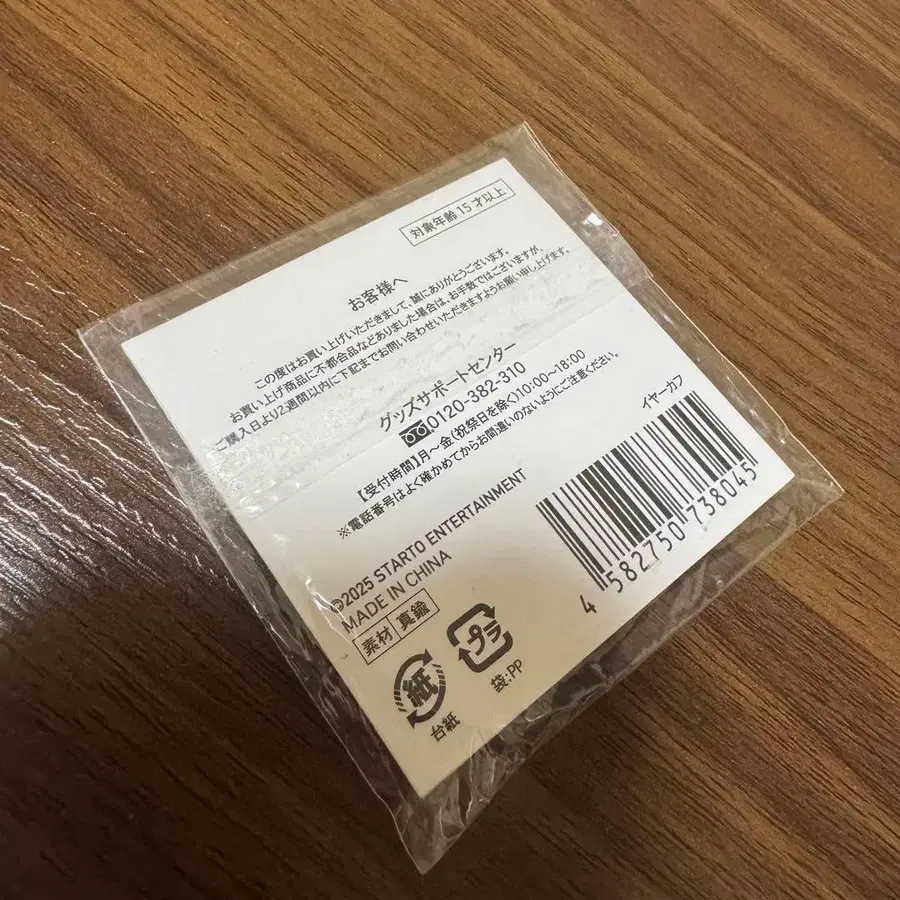 対象年齢 15 才以上
お客様へ
この度はお買い上げいただきまして、誠にありがとうございます。
お買い上げ商品に不都合品などありました場合は、お手数ではございますが、
ご購入日より2週間以内に下記までお問い合わせいただきますようお願い申し上げます。
グッズサポートセンター
0120-382-310
【受付時間】月～金(祝祭日を除く)10:00～18:00
※電話番号はよく確かめてからお間違いのないようにご注意ください。
イヤーカフ
4 582750 738045
©2025 STARTO ENTERTAINMENT
MADE IN CHINA
素材 真鍮
紙
台紙
プラ
袋:PP